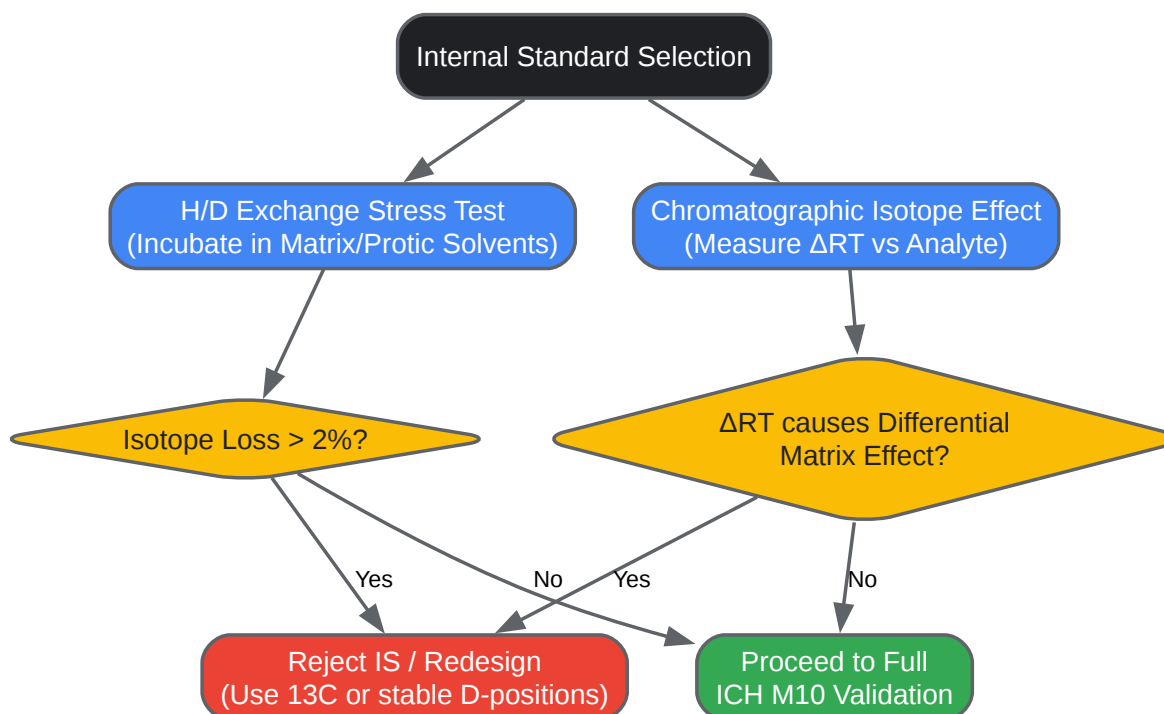 Internal Standard Selection
H/D Exchange Stress Test
(Incubate in Matrix/Protic Solvents)
Chromatographic Isotope Effect
(Measure ΔRT vs Analyte)
Isotope Loss > 2%?
ΔRT causes Differential
Matrix Effect?
Yes
No
Yes
No
Reject IS / Redesign
(Use 13C or stable D-positions)
Proceed to Full
ICH M10 Validation